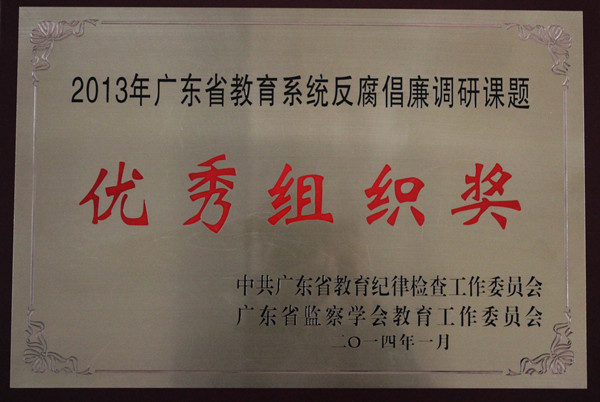 2013年广东省教育系统反腐倡廉调研课题
优秀组织奖
中共广东省教育纪律检查工作委员会
广东省监察学会教育工作委员会
二〇一四年一月